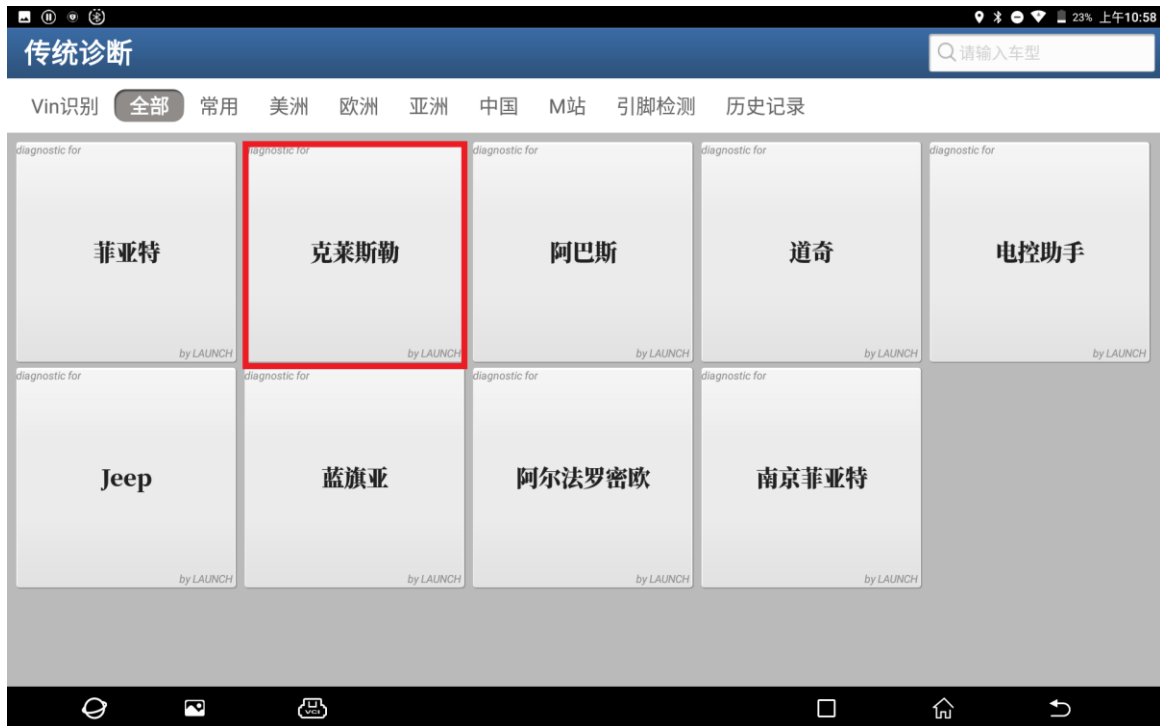 23% 上午10:58
传统诊断
请输入车型
Vin识别 全部 常用 美洲 欧洲 亚洲 中国 M站 引脚检测 历史记录
diagnostic for diagnostic for diagnostic for diagnostic for diagnostic for
菲亚特 克莱斯勒 阿巴斯 道奇 电控助手
by LAUNCH by LAUNCH by LAUNCH by LAUNCH by LAUNCH
diagnostic for diagnostic for diagnostic for diagnostic for
Jeep 蓝旗亚 阿尔法罗密欧 南京菲亚特
by LAUNCH by LAUNCH by LAUNCH by LAUNCH
VCI